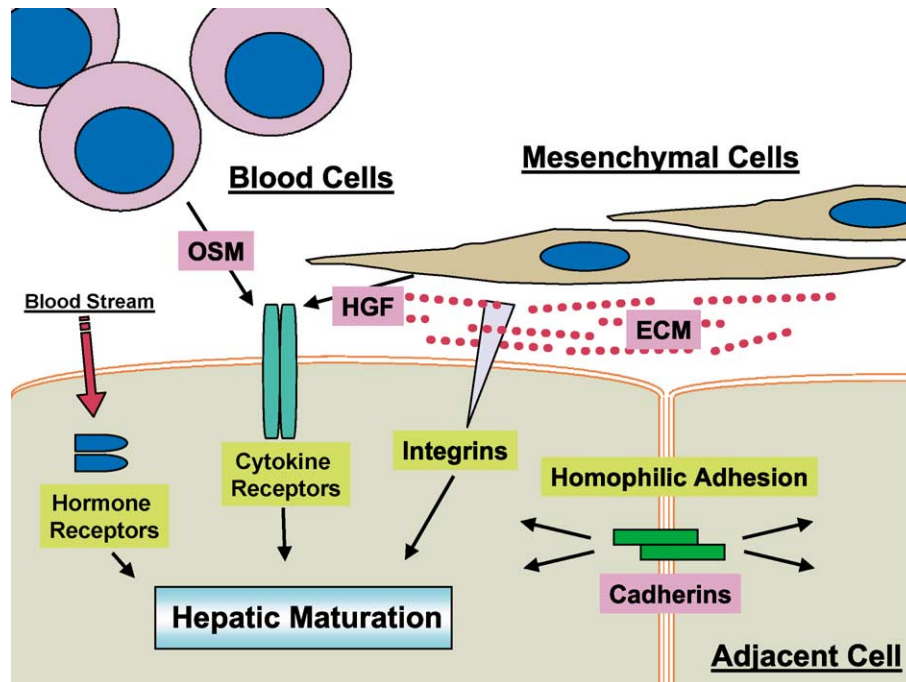 Mesenchymal Cells
Blood Cells
OSM
Blood Stream
HGF
ECM
Integrins
Cytokine
Receptors
Homophilic Adhesion
Hormone
Receptors
Cadherins
Hepatic Maturation
Adjacent Cell